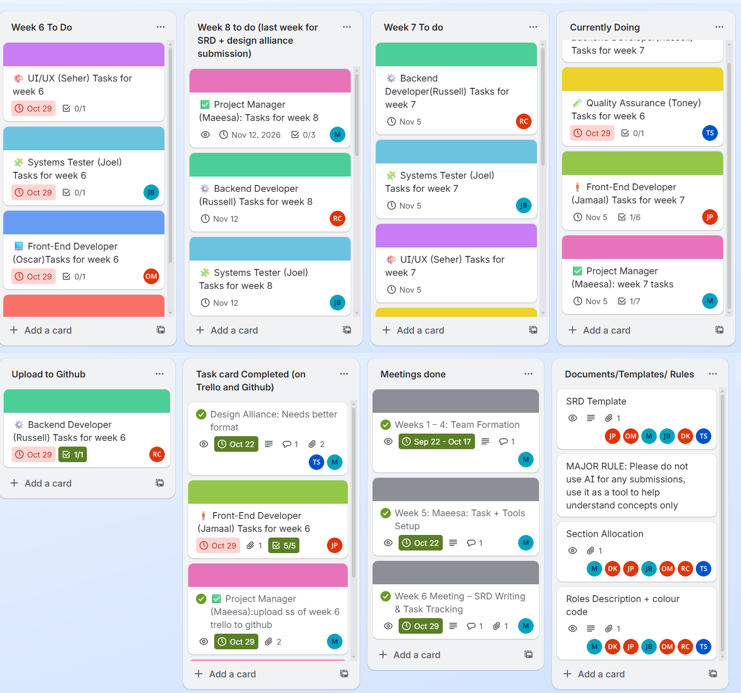 Week 6 To Do
UI/UX (Seher) Tasks for
week 6
Oct 29 0/1
Systems Tester (Joel)
Tasks for week 6
Oct 29 0/1 JB
Front-End Developer
(Oscar)Tasks for week 6
Oct 29 0/1 OM
+ Add a card
Week 8 to do (last week for
SRD + design alliance
submission)
Project Manager
(Maeesa): Tasks for week 8
Nov 12, 2026 0/3 M
Backend Developer
(Russell) Tasks for week 8
Nov 12 RC
Systems Tester (Joel)
Tasks for week 8
Nov 12 JB
+ Add a card
Week 7 To do
Backend
Developer(Russell) Tasks for
week 7
Nov 5 RC
Systems Tester (Joel)
Tasks for week 7
Nov 5 JB
UI/UX (Seher) Tasks for
week 7
Nov 5
+ Add a card
Currently Doing
Tasks for week 7
Quality Assurance (Toney)
Tasks for week 6
Oct 29 0/1 TS
Front-End Developer
(Jamaal) Tasks for week 7
Nov 5 1/6 JP
Project Manager
(Maeesa): week 7 tasks
Nov 5 1/7 M
+ Add a card
Upload to Github
Backend Developer
(Russell) Tasks for week 6
Oct 29 1/1 RC
+ Add a card
Task card Completed (on
Trello and Github)
Design Alliance: Needs better
format
Oct 22 1 2
TS M
Front-End Developer
(Jamaal) Tasks for week 6
Oct 29 1 5/5 JP
Project Manager
(Maeesa):upload ss of week 6
trello to github
Oct 29 2 M
+ Add a card
Meetings done
Weeks 1 – 4: Team Formation
Sep 22 - Oct 17 1
M
Week 5: Maeesa: Task + Tools
Setup
Oct 22 1 M
Week 6 Meeting – SRD Writing
& Task Tracking
Oct 29 1 1 M
+ Add a card
Documents/Templates/ Rules
SRD Template
1
JP OM M JB DK TS
MAJOR RULE: Please do not
use AI for any submissions,
use it as a tool to help
understand concepts only
Section Allocation
1
M DK JP JB OM RC TS
Roles Description + colour
code
1
M DK JP JB OM RC TS
+ Add a card